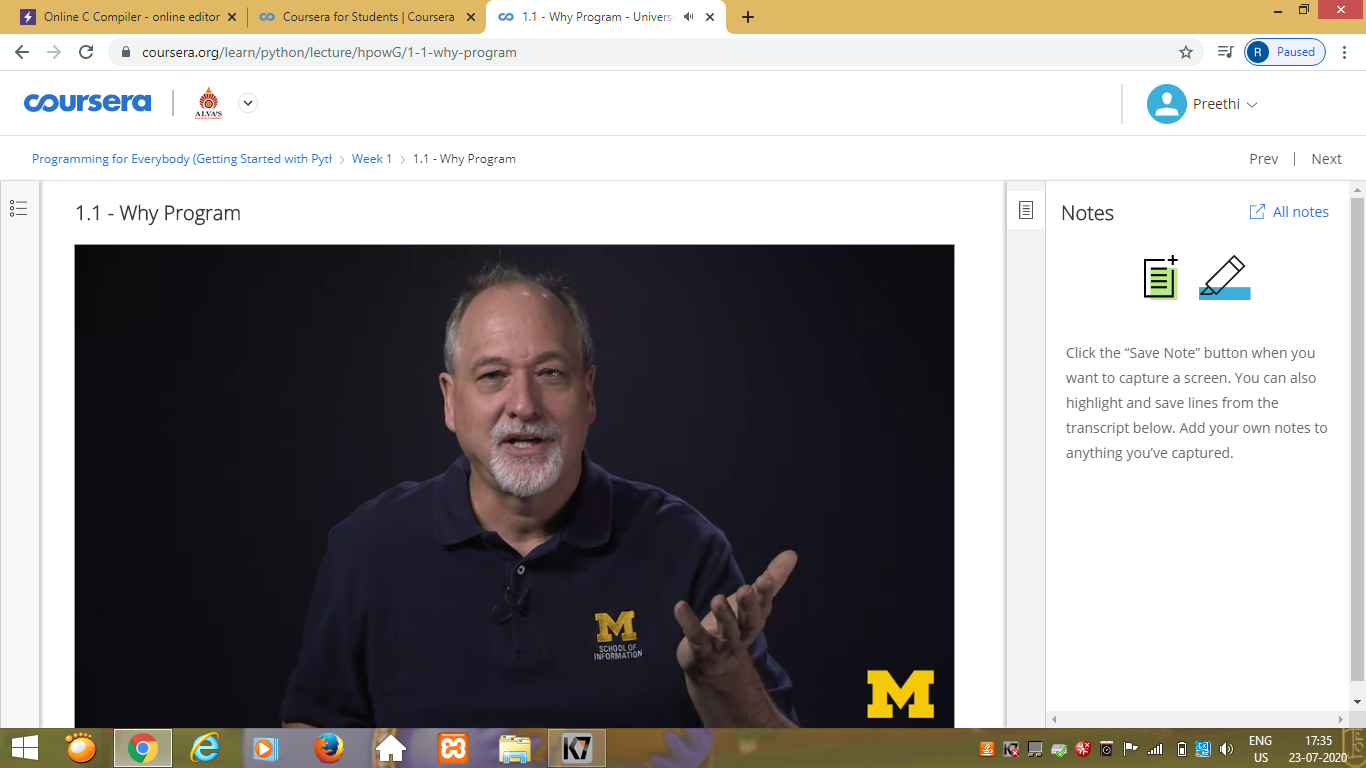 Online C Compiler - online editor
Coursera for Students | Coursera
1.1 - Why Program - Univers
coursera.org/learn/python/lecture/hpowG/1-1-why-program
R Paused
coursera
ALVA'S
Preethi
Programming for Everybody (Getting Started with Pyth
Week 1
1.1 - Why Program
Prev | Next
1.1 - Why Program
Notes
All notes
Click the “Save Note” button when you
want to capture a screen. You can also
highlight and save lines from the
transcript below. Add your own notes to
anything you’ve captured.
M
SCHOOL OF
INFORMATION
M
K7
ENG
US
17:35
23-07-2020